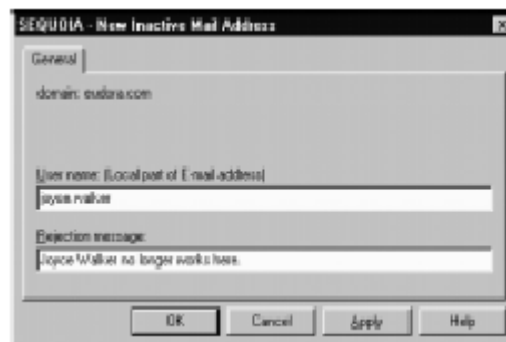 SEQUOIA - New Inactive Mail Address
General
domain: eudora.com
User name: (Local part of E-mail address)
joyce.walker
Rejection message:
Joyce Walker no longer works here.
OK Cancel Apply Help